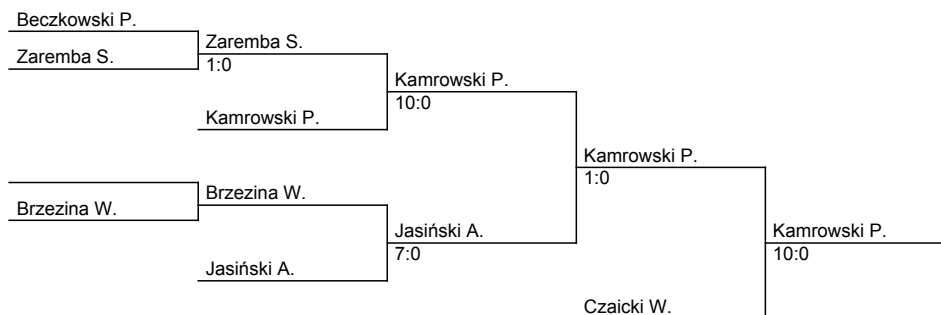 Beczkowski P.
Zaremba S.
Zaremba S.
1:0
Kamrowski P.
10:0
Kamrowski P.
Kamrowski P.
1:0
Brzezina W.
Brzezina W.
Jasiński A.
7:0
Kamrowski P.
10:0
Jasiński A.
Czaicki W.